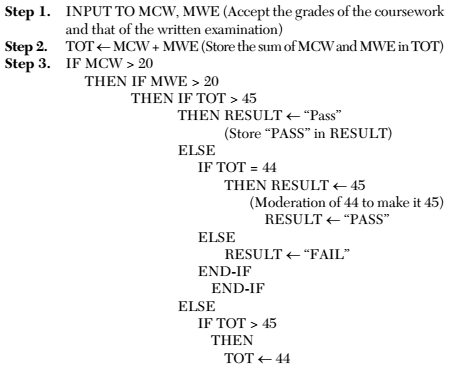 Step 1. INPUT TO MCW, MWE (Accept the grades of the coursework
and that of the written examination)
Step 2. TOT ← MCW + MWE (Store the sum of MCW and MWE in TOT)
Step 3. IF MCW > 20
THEN IF MWE > 20
THEN IF TOT > 45
THEN RESULT ← “Pass”
(Store “PASS” in RESULT)
ELSE
IF TOT = 44
THEN RESULT ← 45
(Moderation of 44 to make it 45)
RESULT ← “PASS”
ELSE
RESULT ← “FAIL”
END-IF
END-IF
ELSE
IF TOT > 45
THEN
TOT ← 44